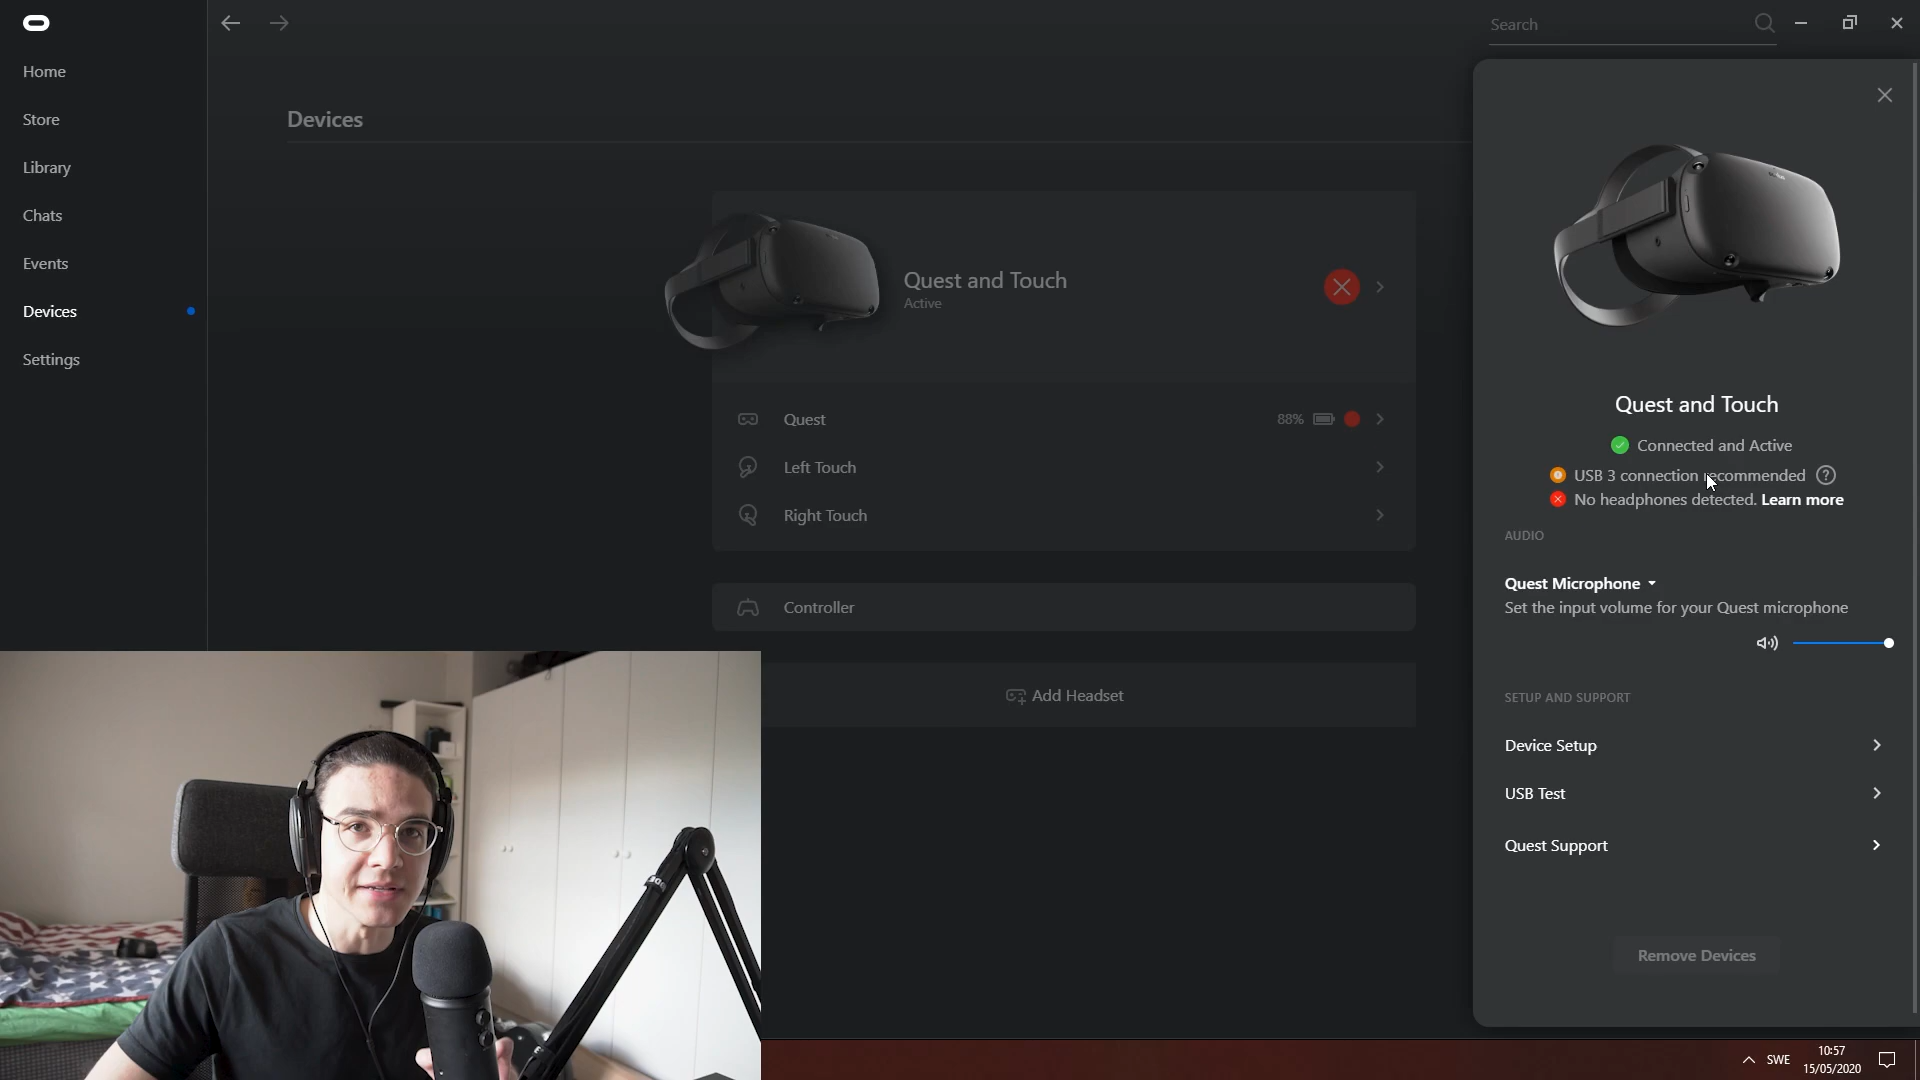 Search
Home
Store
Library
Chats
Events
Devices
Settings
Devices
Quest and Touch
Active
Quest
88%
Left Touch
Right Touch
Controller
Add Headset
Quest and Touch
Connected and Active
USB 3 connection recommended ?
No headphones detected. Learn more
AUDIO
Quest Microphone
Set the input volume for your Quest microphone
SETUP AND SUPPORT
Device Setup
USB Test
Quest Support
Remove Devices
SWE
10:57
15/05/2020